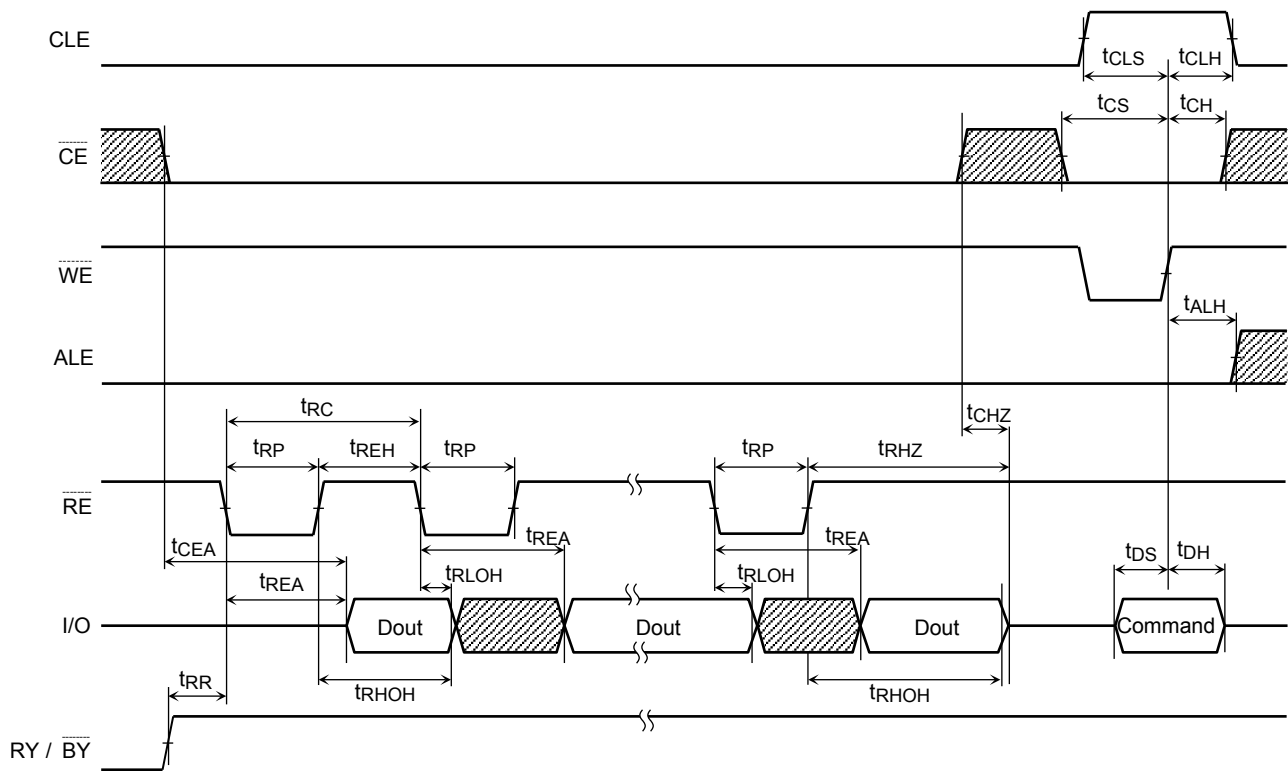 CLE
tCLS tCLH
tCS tCH
CE
WE
tALH
ALE
tRC
tCHZ
tRP tREH tRP tRP tRHZ
RE
tCEA tREA tREA
tDS tDH
tREA tRLOH tRLOH
I/O Dout Dout Dout Command
tRR tRHOH tRHOH
RY / BY